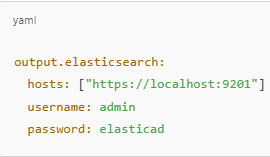 yaml
output.elasticsearch:
  hosts: ["https://localhost:9201"]
  username: admin
  password: elasticad